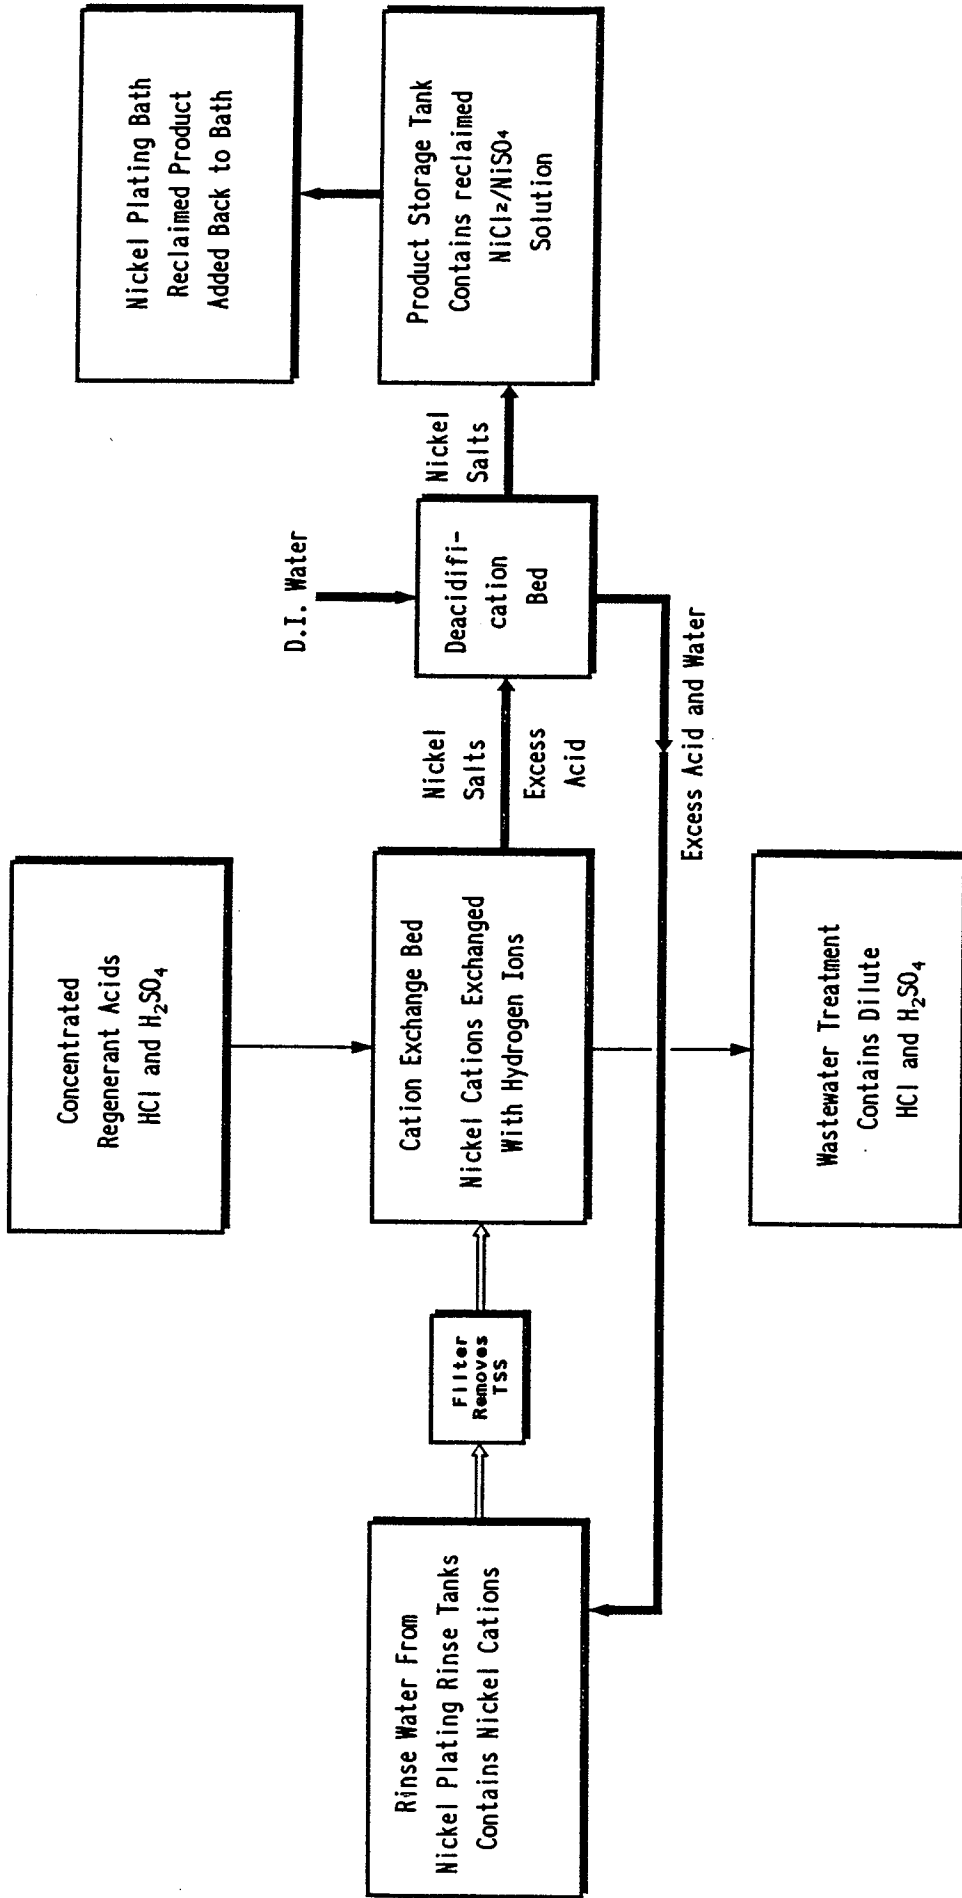 Rinse Water From
Nickel Plating Rinse Tanks
Contains Nickel Cations
Filter
Removes
TSS
Concentrated
Regenerant Acids
HCl and H₂SO₄
Cation Exchange Bed
Nickel Cations Exchanged
With Hydrogen Ions
Wastewater Treatment
Contains Dilute
HCl and H₂SO₄
Nickel
Salts
Excess
Acid
D.I. Water
Deacidifi-
cation
Bed
Excess Acid and Water
Nickel
Salts
Product Storage Tank
Contains reclaimed
NiCl₂/NiSO₄
Solution
Nickel Plating Bath
Reclaimed Product
Added Back to Bath